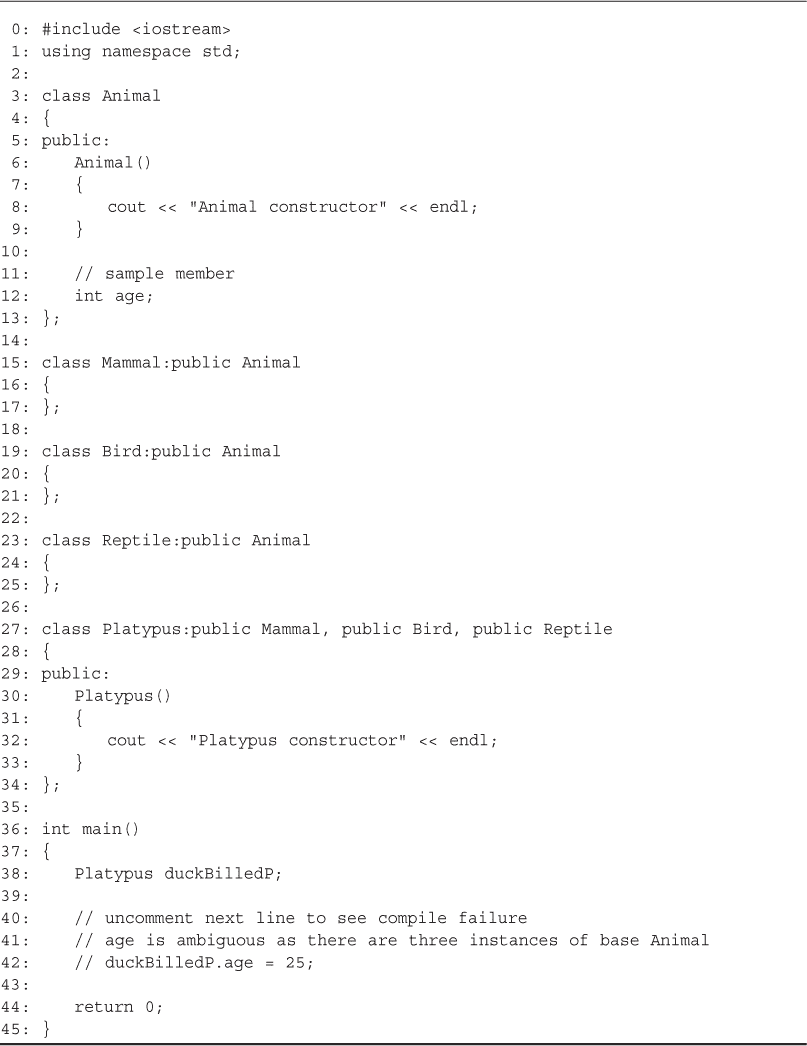 0: #include <iostream>
1: using namespace std;
2:
3: class Animal
4: {
5: public:
6:    Animal()
7:    {
8:       cout << "Animal constructor" << endl;
9:    }
10:
11:    // sample member
12:    int age;
13: };
14:
15: class Mammal:public Animal
16: {
17: };
18:
19: class Bird:public Animal
20: {
21: };
22:
23: class Reptile:public Animal
24: {
25: };
26:
27: class Platypus:public Mammal, public Bird, public Reptile
28: {
29: public:
30:    Platypus()
31:    {
32:       cout << "Platypus constructor" << endl;
33:    }
34: };
35:
36: int main()
37: {
38:    Platypus duckBilledP;
39:
40:    // uncomment next line to see compile failure
41:    // age is ambiguous as there are three instances of base Animal
42:    // duckBilledP.age = 25;
43:
44:    return 0;
45: }